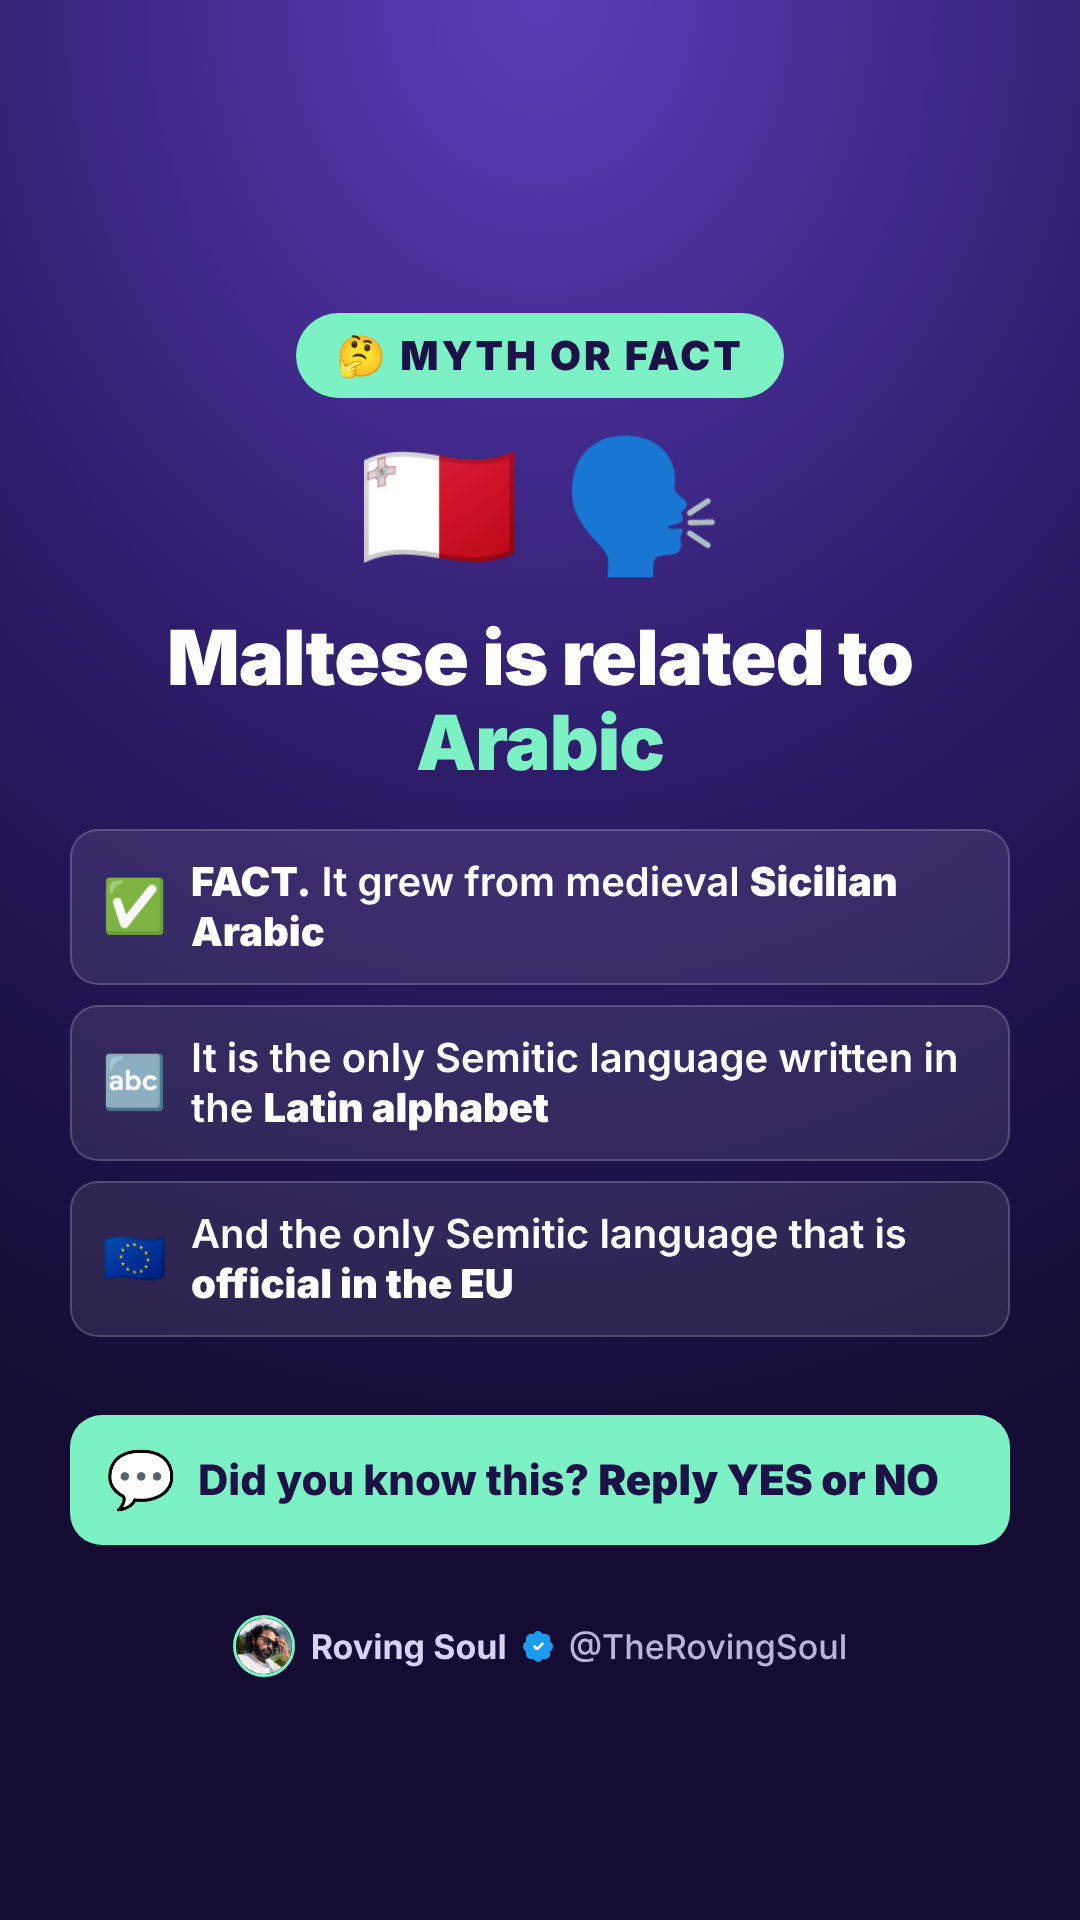 🤔 MYTH OR FACT
Maltese is related to
Arabic
FACT. It grew from medieval Sicilian
Arabic
abc
It is the only Semitic language written in
the Latin alphabet
And the only Semitic language that is
official in the EU
Did you know this? Reply YES or NO
Roving Soul @TheRovingSoul